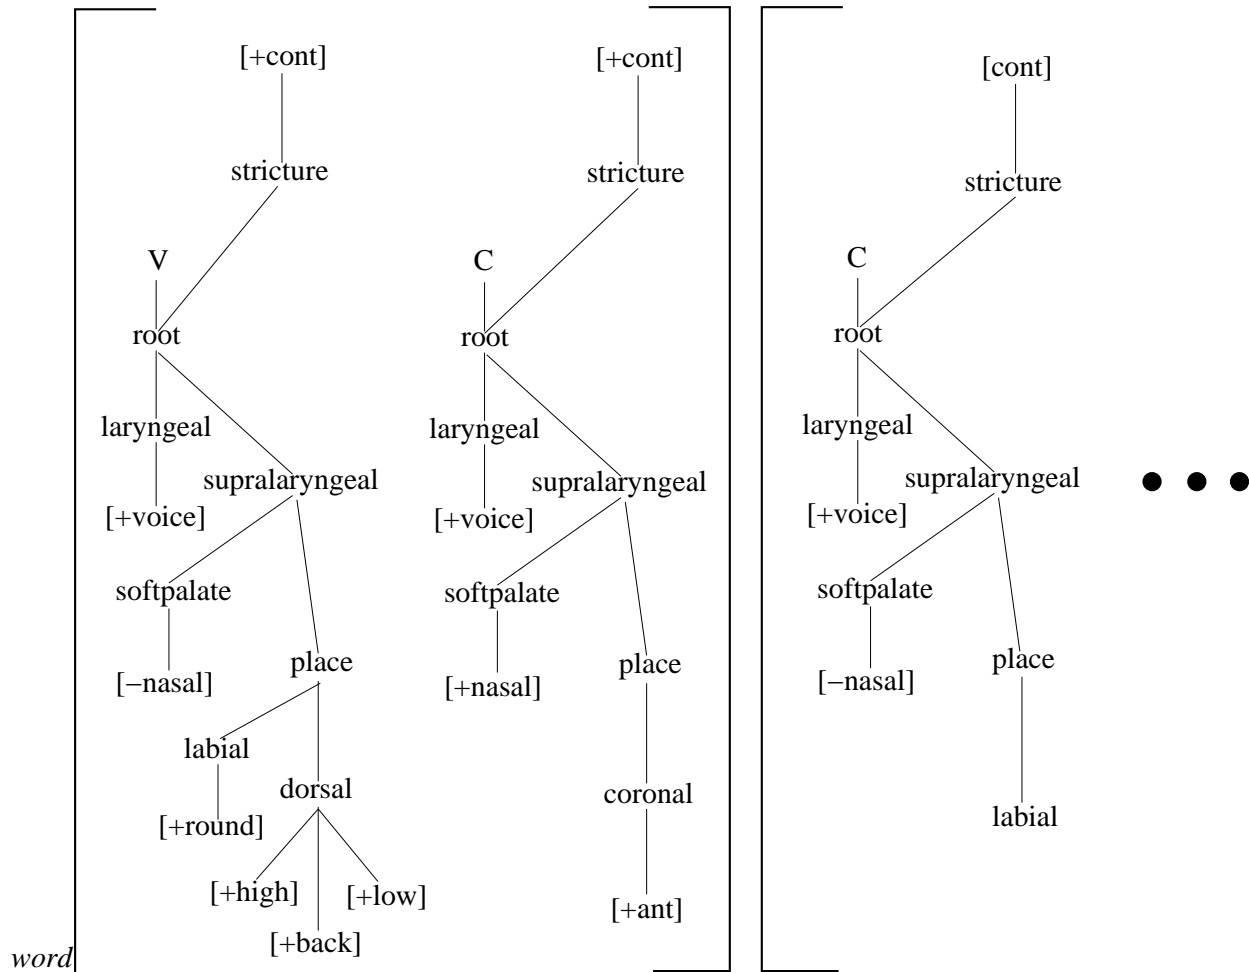 [+cont] [+cont] [cont]
stricture stricture stricture
V C C
root root root
laryngeal laryngeal laryngeal
supralaryngeal supralaryngeal supralaryngeal
[+voice] [+voice] [+voice]
softpalate softpalate softpalate
place place place
[−nasal] [+nasal] [−nasal]
labial
dorsal coronal labial
[+round]
[+high] [+low] [+ant]
[+back]
word